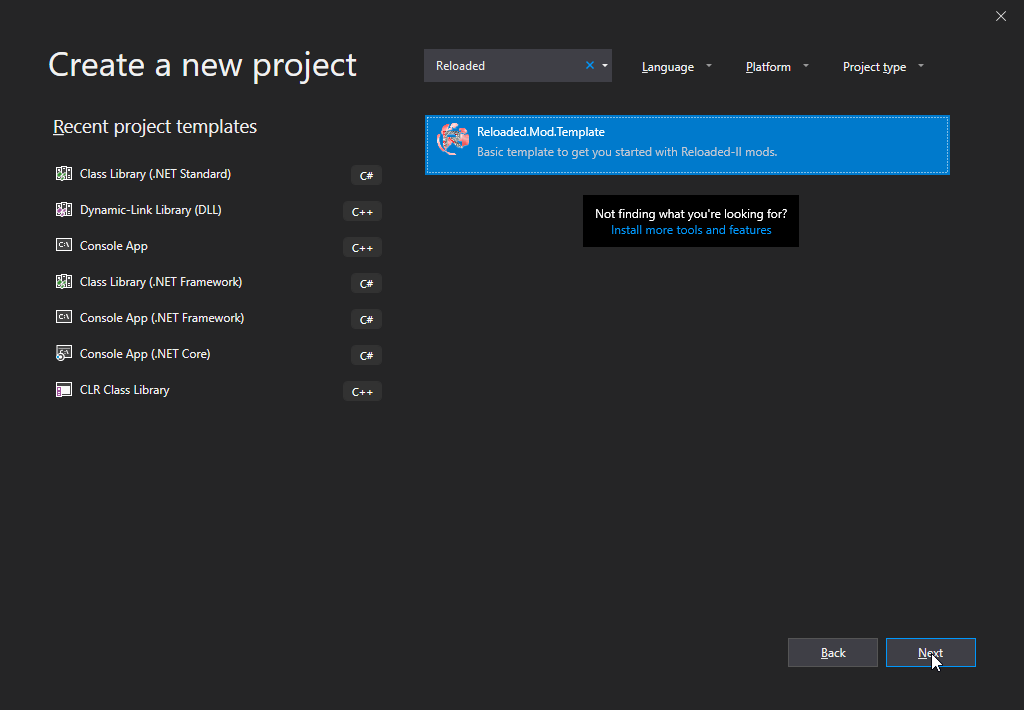 Create a new project
Reloaded
Language
Platform
Project type
Recent project templates
Class Library (.NET Standard)
C#
Dynamic-Link Library (DLL)
C++
Console App
C++
Class Library (.NET Framework)
C#
Console App (.NET Framework)
C#
Console App (.NET Core)
C#
CLR Class Library
C++
Reloaded.Mod.Template
Basic template to get you started with Reloaded-II mods.
Not finding what you're looking for?
Install more tools and features
Back
Next